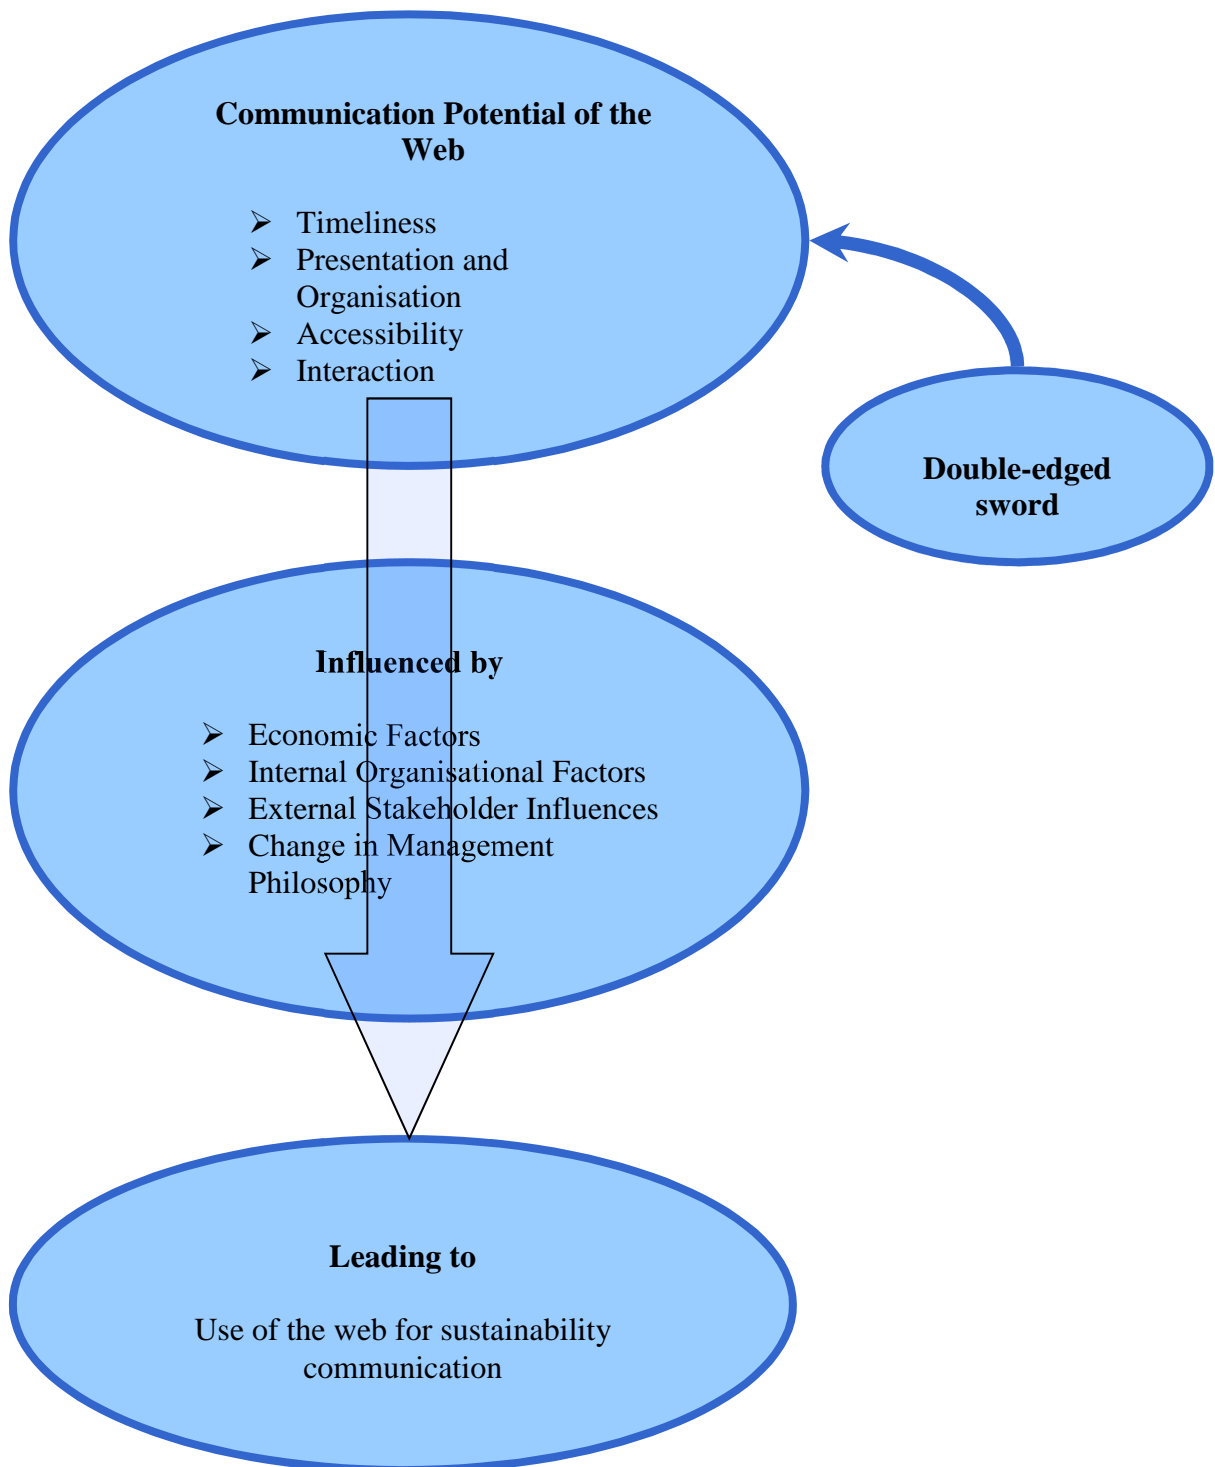 Communication Potential of the
Web
➢ Timeliness
➢ Presentation and
Organisation
➢ Accessibility
➢ Interaction
Double-edged
sword
Influenced by
➢ Economic Factors
➢ Internal Organisational Factors
➢ External Stakeholder Influences
➢ Change in Management
Philosophy
Leading to
Use of the web for sustainability
communication